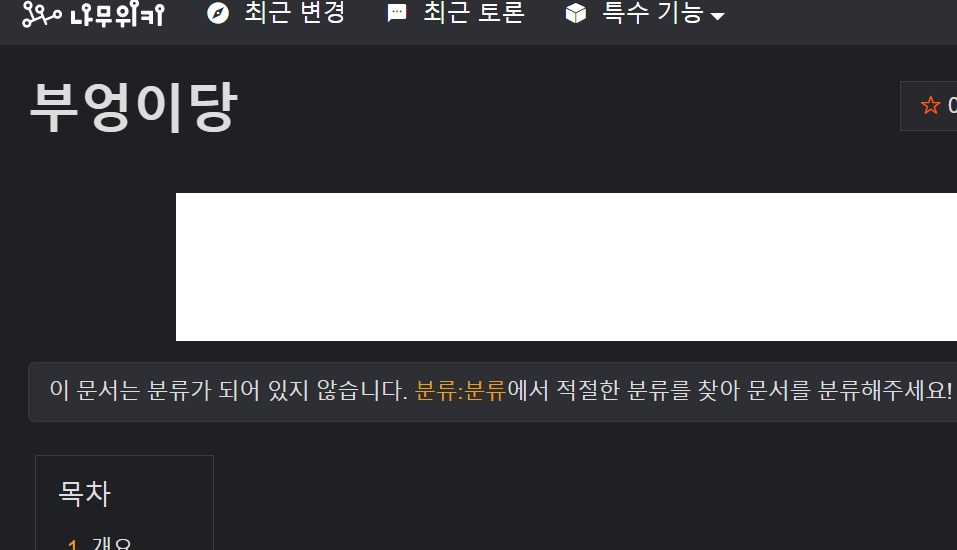 나무위키 최근 변경 최근 토론 특수 기능
부엉이당
0
이 문서는 분류가 되어 있지 않습니다. 분류:분류에서 적절한 분류를 찾아 문서를 분류해주세요!
목차
1. 개요